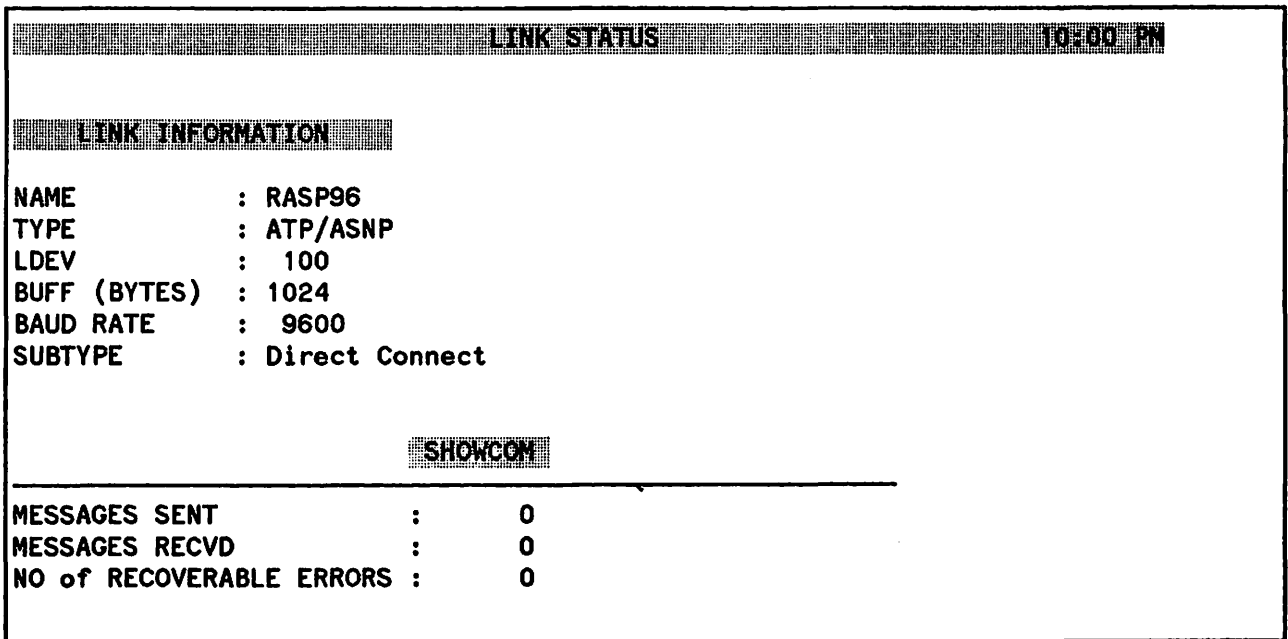 LINK STATUS 10:00 PM
LINK INFORMATION
NAME : RASP96
TYPE : ATP/ASNP
LDEV : 100
BUFF (BYTES) : 1024
BAUD RATE : 9600
SUBTYPE : Direct Connect
SHOWCOM
MESSAGES SENT : 0
MESSAGES RECVD : 0
NO of RECOVERABLE ERRORS : 0